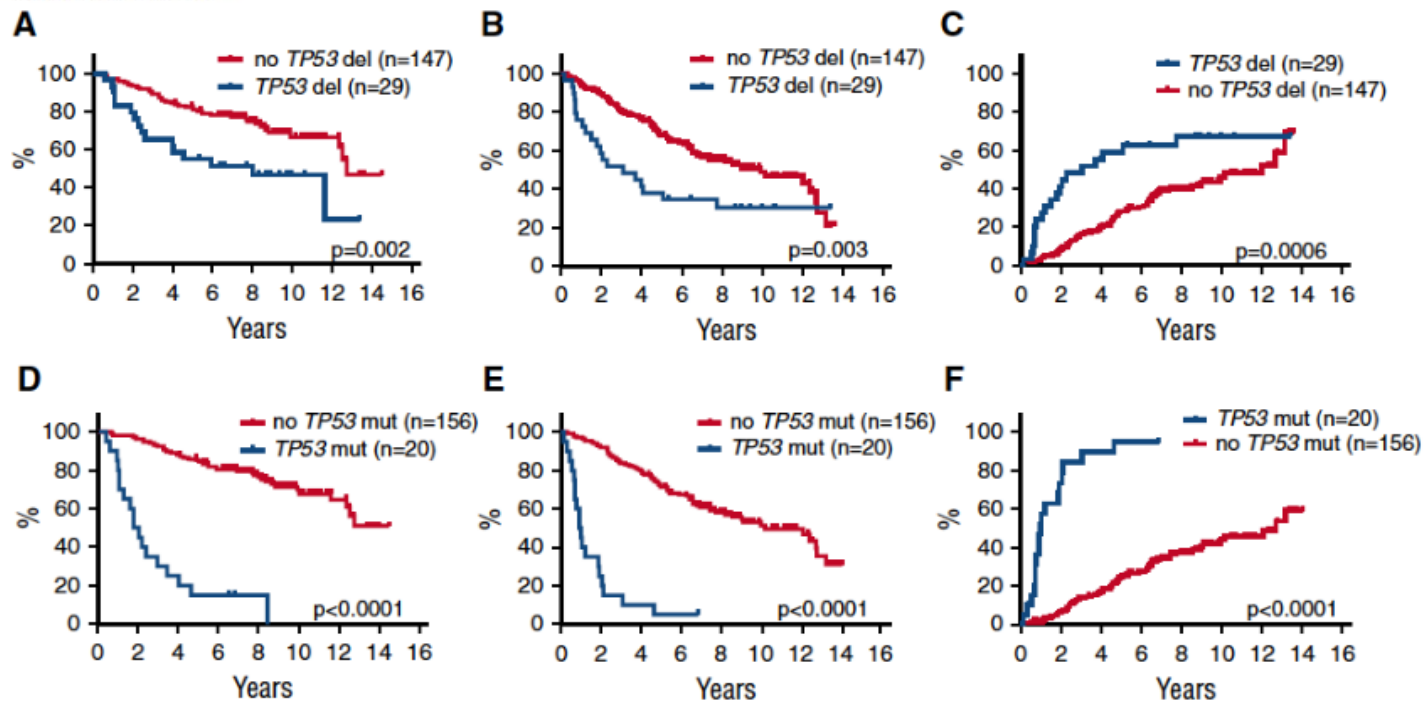 A
no TP53 del (n=147)
TP53 del (n=29)
100
80
60
40
20
0
%
p=0.002
0 2 4 6 8 10 12 14 16
Years
B
no TP53 del (n=147)
TP53 del (n=29)
100
80
60
40
20
0
%
p=0.003
0 2 4 6 8 10 12 14 16
Years
C
TP53 del (n=29)
no TP53 del (n=147)
100
80
60
40
20
0
%
p=0.0006
0 2 4 6 8 10 12 14 16
Years
D
no TP53 mut (n=156)
TP53 mut (n=20)
100
80
60
40
20
0
%
p<0.0001
0 2 4 6 8 10 12 14 16
Years
E
no TP53 mut (n=156)
TP53 mut (n=20)
100
80
60
40
20
0
%
p<0.0001
0 2 4 6 8 10 12 14 16
Years
F
TP53 mut (n=20)
no TP53 mut (n=156)
100
80
60
40
20
0
%
p<0.0001
0 2 4 6 8 10 12 14 16
Years